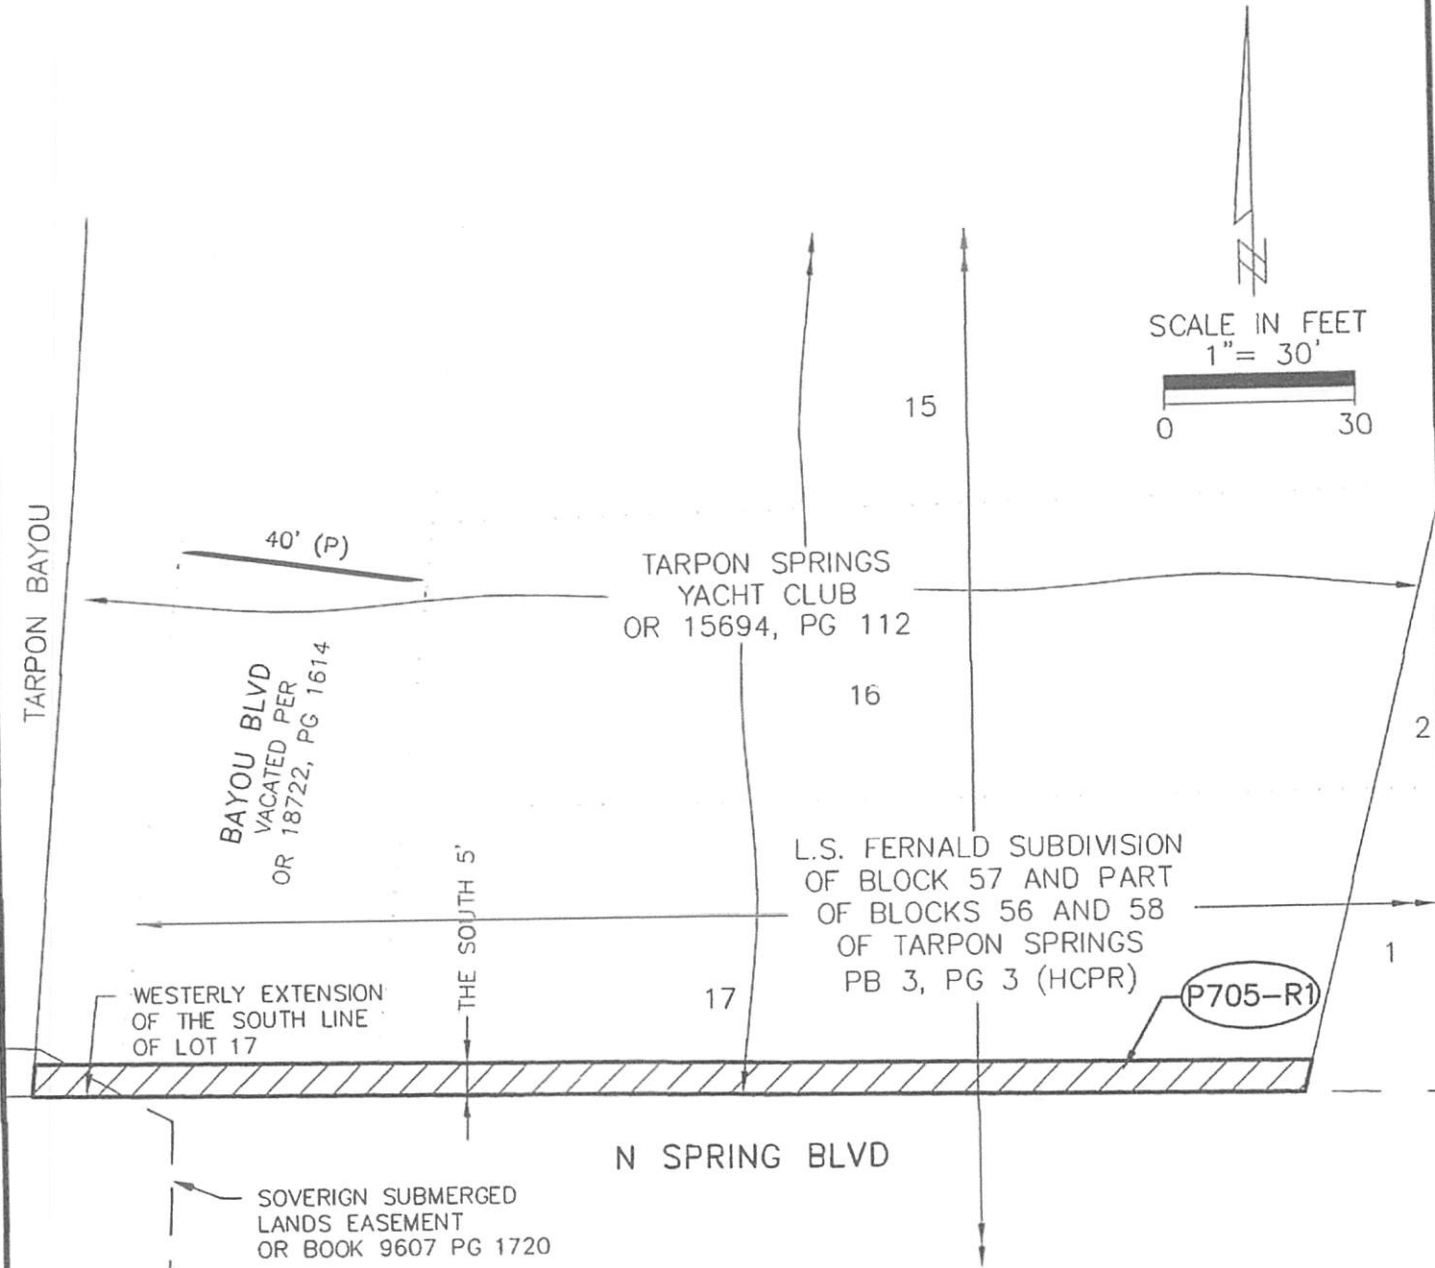 SCALE IN FEET
1"= 30'
0 30
15
TARPON BAYOU
40' (P)
TARPON SPRINGS
YACHT CLUB
OR 15694, PG 112
BAYOU BLVD
VACATED PER
OR 18722, PG 1614
16
2
THE SOUTH 5'
L.S. FERNALD SUBDIVISION
OF BLOCK 57 AND PART
OF BLOCKS 56 AND 58
OF TARPON SPRINGS
PB 3, PG 3 (HCPR)
1
WESTERLY EXTENSION
OF THE SOUTH LINE
OF LOT 17
17
P705-R1
N SPRING BLVD
SOVERIGN SUBMERGED
LANDS EASEMENT
OR BOOK 9607 PG 1720